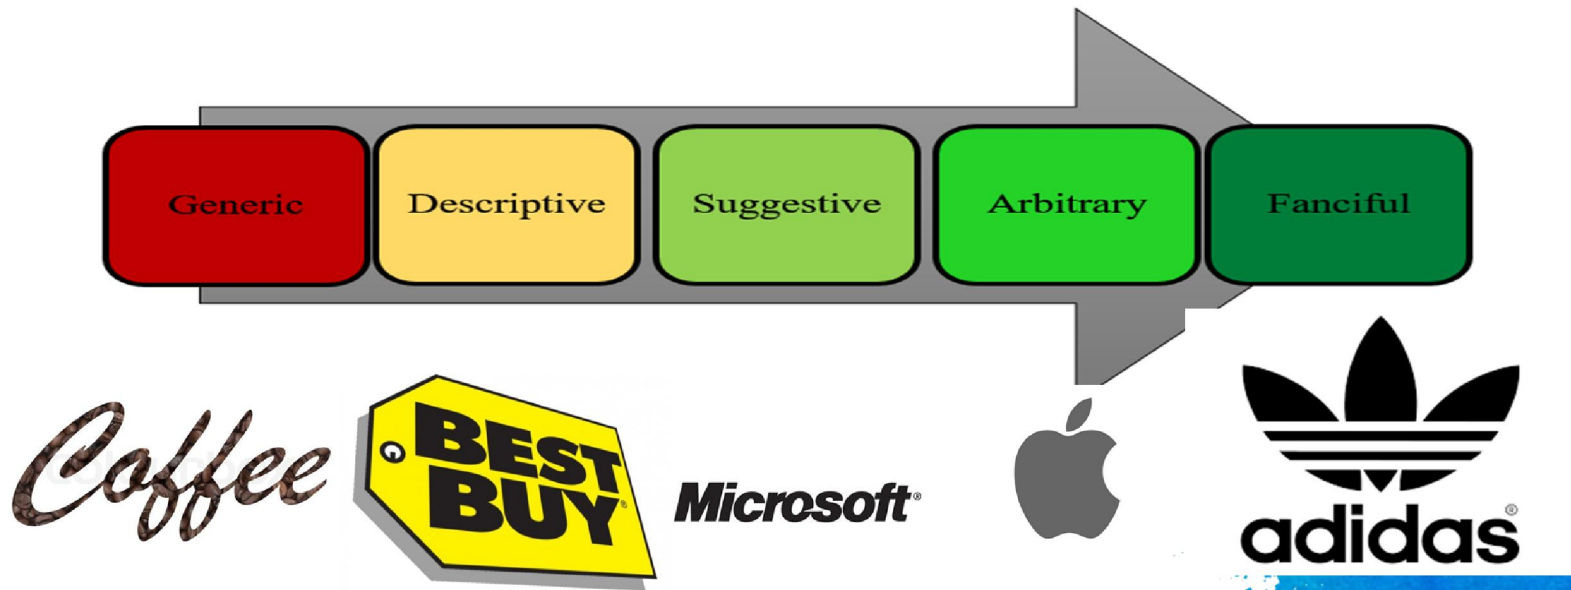 Generic Descriptive Suggestive Arbitrary Fanciful
Coffee
BEST
BUY®
Microsoft®
adidas®